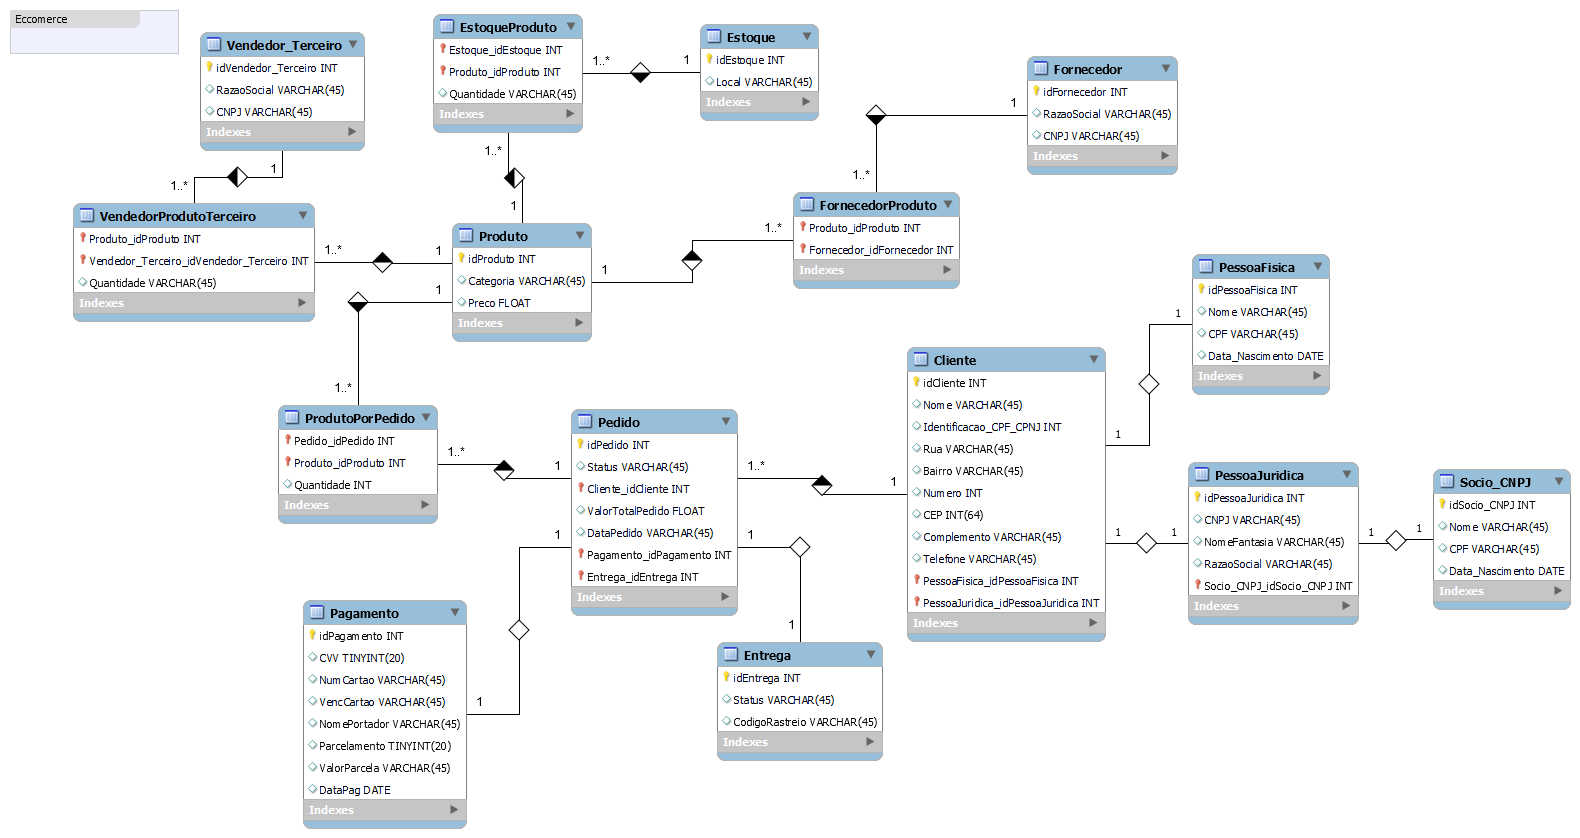 Eccomerce
Vendedor_Terceiro
idVendedor_Terceiro INT
RazaoSocial VARCHAR(45)
CNPJ VARCHAR(45)
Indexes
EstoqueProduto
Estoque_idEstoque INT
Produto_idProduto INT
Quantidade VARCHAR(45)
Indexes
1..*
1
Estoque
idEstoque INT
Local VARCHAR(45)
Indexes
Fornecedor
idFornecedor INT
RazaoSocial VARCHAR(45)
CNPJ VARCHAR(45)
Indexes
1
1..*
1
1..*
1..*
1
VendedorProdutoTerceiro
Produto_idProduto INT
Vendedor_Terceiro_idVendedor_Terceiro INT
Quantidade VARCHAR(45)
Indexes
1..*
1
Produto
idProduto INT
Categoria VARCHAR(45)
Preco FLOAT
Indexes
1
1..*
FornecedorProduto
Produto_idProduto INT
Fornecedor_idFornecedor INT
Indexes
1
1..*
PessoaFisica
idPessoaFisica INT
Nome VARCHAR(45)
CPF VARCHAR(45)
Data_Nascimento DATE
Indexes
1
1
ProdutoPorPedido
Pedido_idPedido INT
Produto_idProduto INT
Quantidade INT
Indexes
1..*
1
Pedido
idPedido INT
Status VARCHAR(45)
Cliente_idCliente INT
ValorTotalPedido FLOAT
DataPedido VARCHAR(45)
Pagamento_idPagamento INT
Entrega_idEntrega INT
Indexes
1..*
1
Cliente
idCliente INT
Nome VARCHAR(45)
Identificacao_CPF_CPNJ INT
Rua VARCHAR(45)
Bairro VARCHAR(45)
Numero INT
CEP INT(64)
Complemento VARCHAR(45)
Telefone VARCHAR(45)
PessoaFisica_idPessoaFisica INT
PessoaJuridica_idPessoaJuridica INT
Indexes
1
1
PessoaJuridica
idPessoaJuridica INT
CNPJ VARCHAR(45)
NomeFantasia VARCHAR(45)
RazaoSocial VARCHAR(45)
Socio_CNPJ_idSocio_CNPJ INT
Indexes
1
1
Socio_CNPJ
idSocio_CNPJ INT
Nome VARCHAR(45)
CPF VARCHAR(45)
Data_Nascimento DATE
Indexes
1
1
Pagamento
idPagamento INT
CVV TINYINT(20)
NumCartao VARCHAR(45)
VencCartao VARCHAR(45)
NomePortador VARCHAR(45)
Parcelamento TINYINT(20)
ValorParcela VARCHAR(45)
DataPag DATE
Indexes
1
1
Entrega
idEntrega INT
Status VARCHAR(45)
CodigoRastreio VARCHAR(45)
Indexes